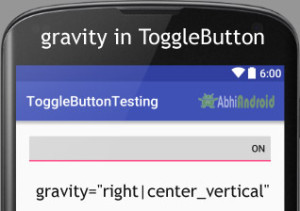 gravity in ToggleButton
6:00
ToggleButtonTesting AbhiAndroid
ON
gravity="right|center_vertical"